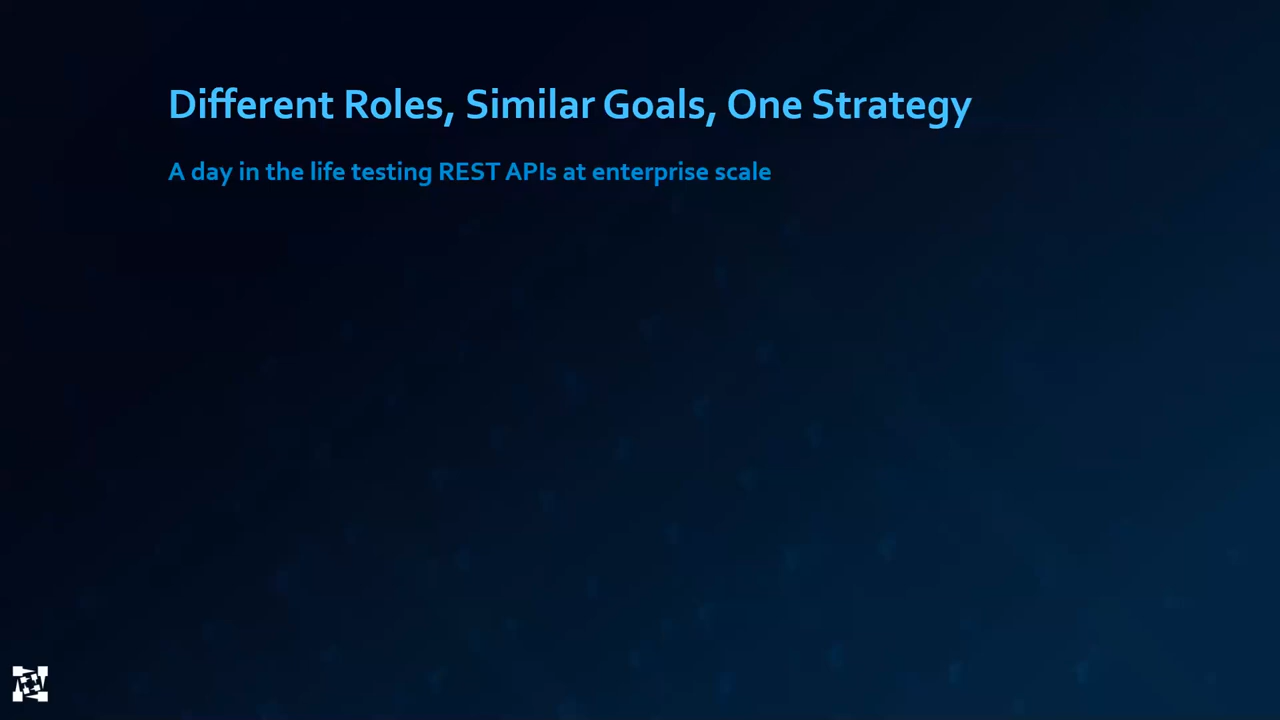 Different Roles, Similar Goals, One Strategy
A day in the life testing REST APIs at enterprise scale